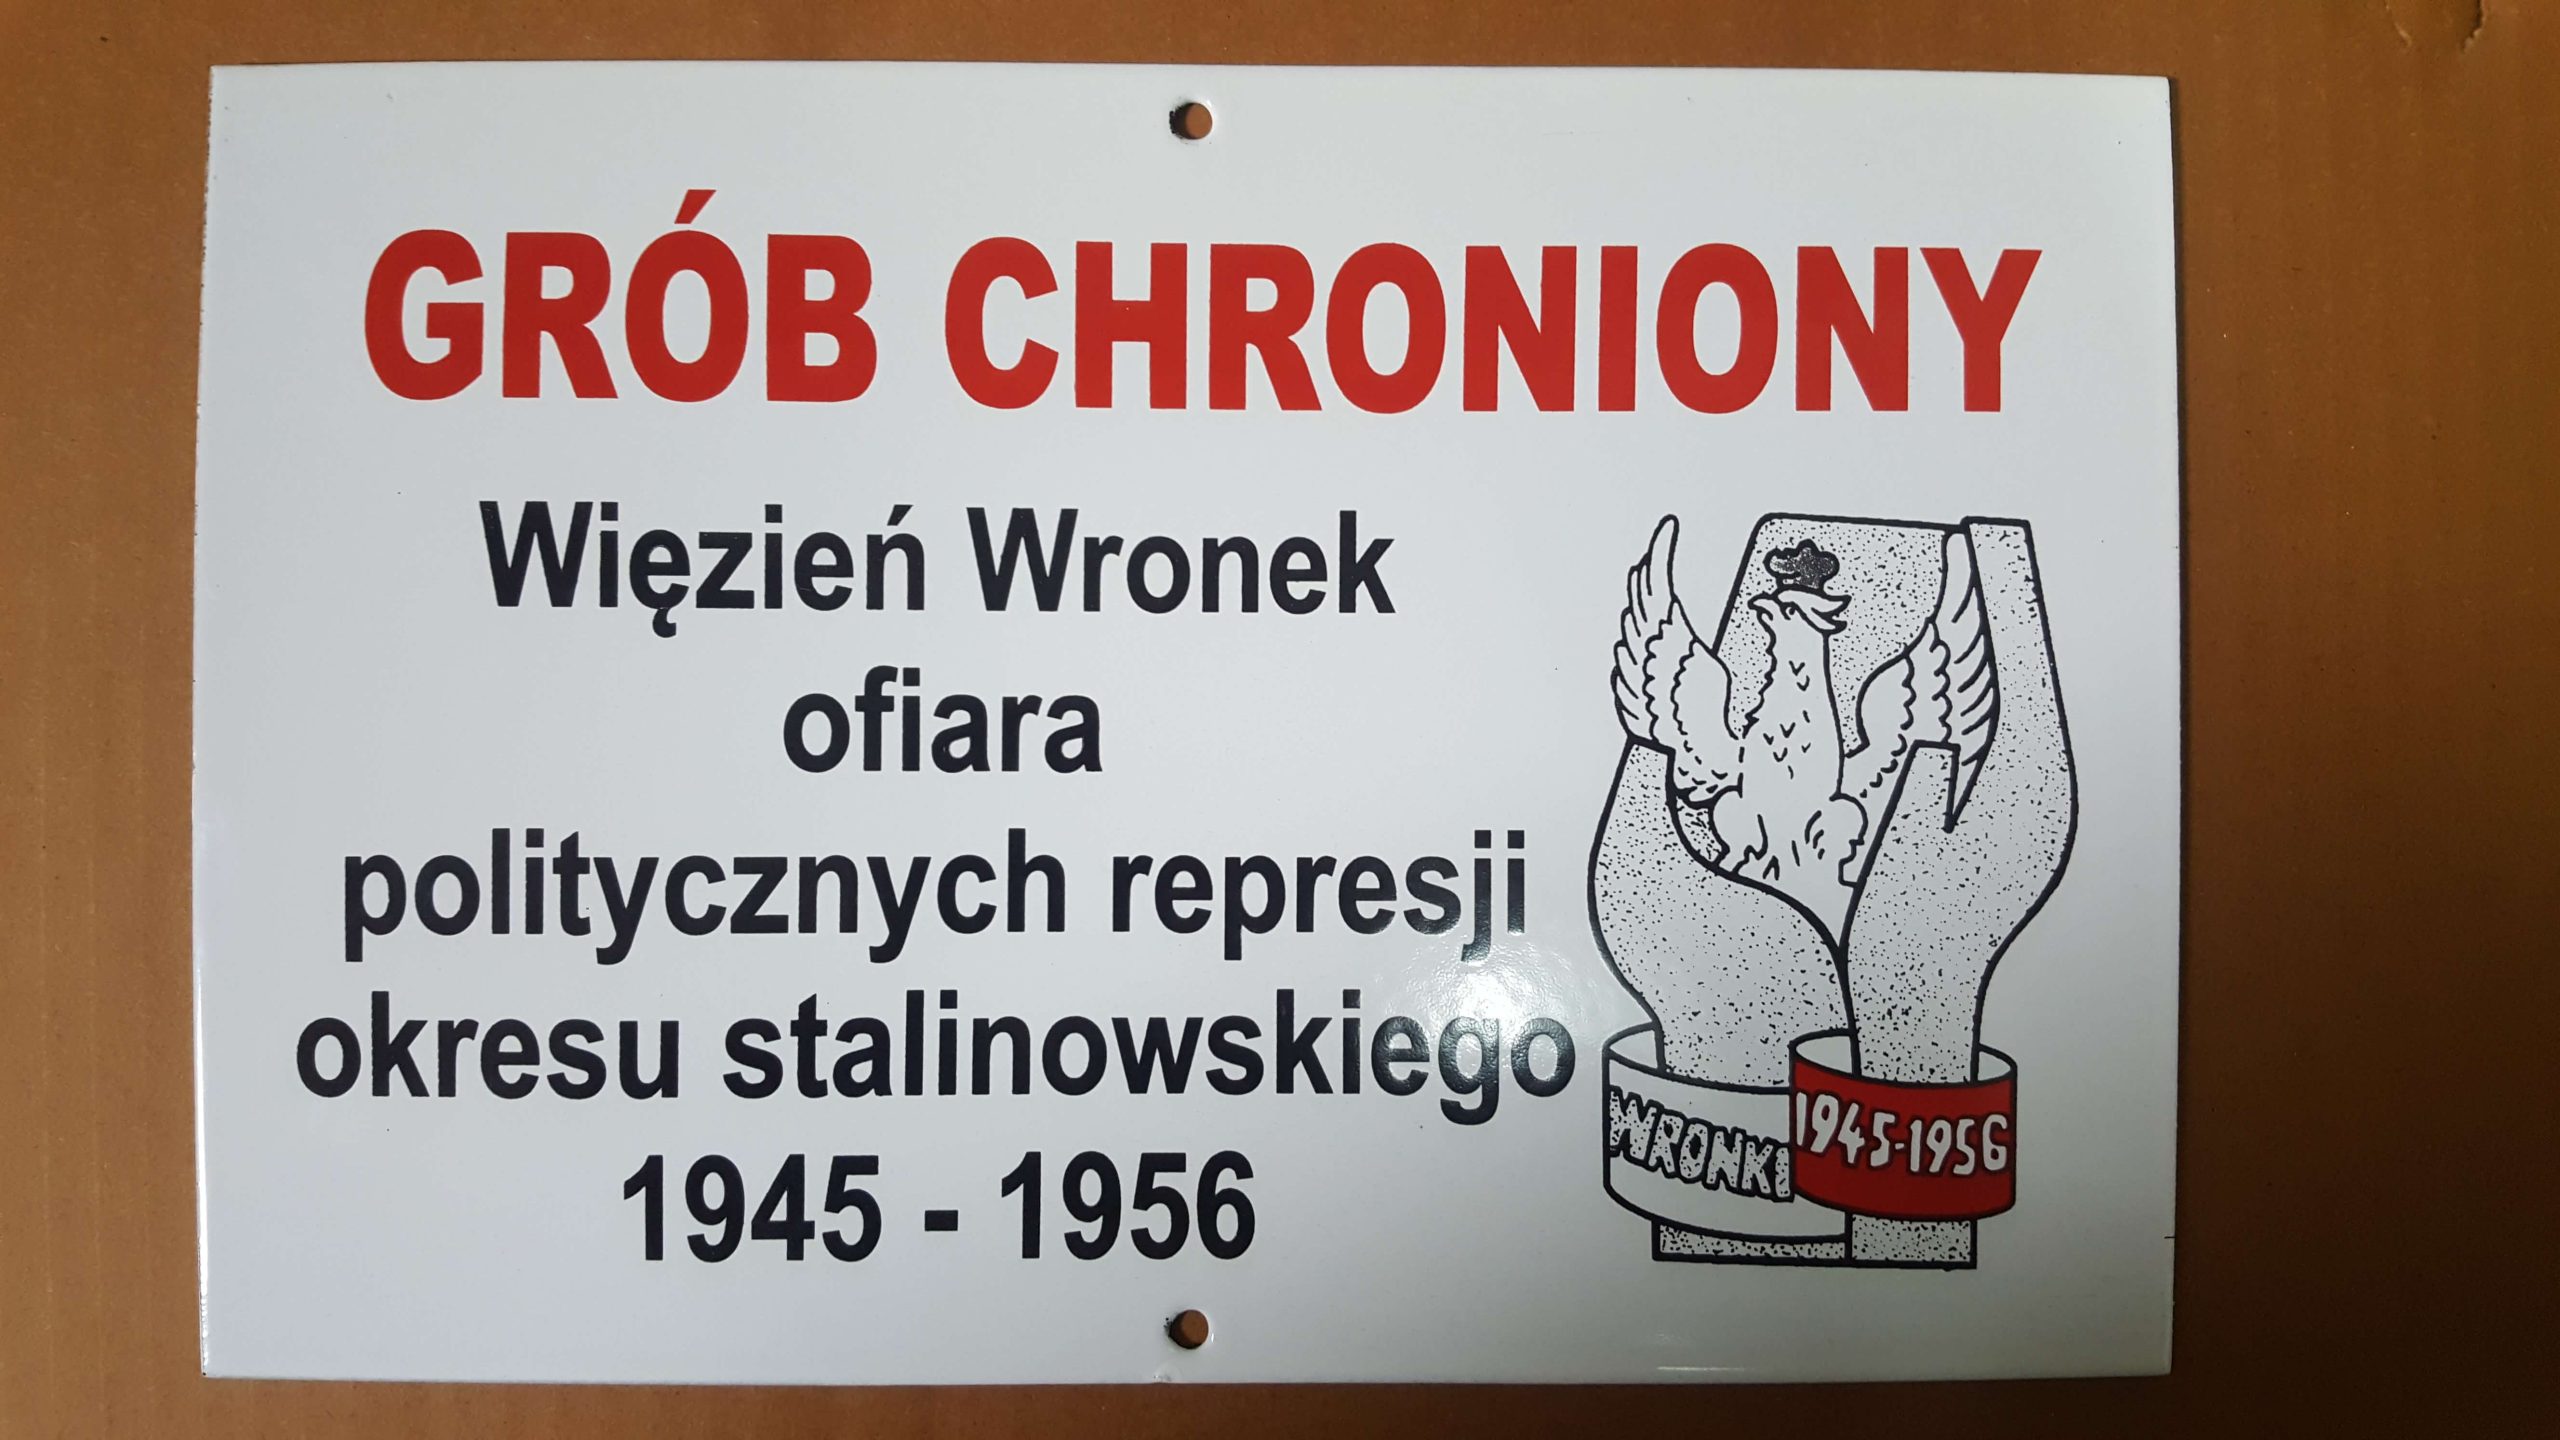 GRÓB CHRONIONY
Więzień Wronek
ofiara
politycznych represji
okresu stalinowskiego
1945 - 1956
WRONKI
1945-1956